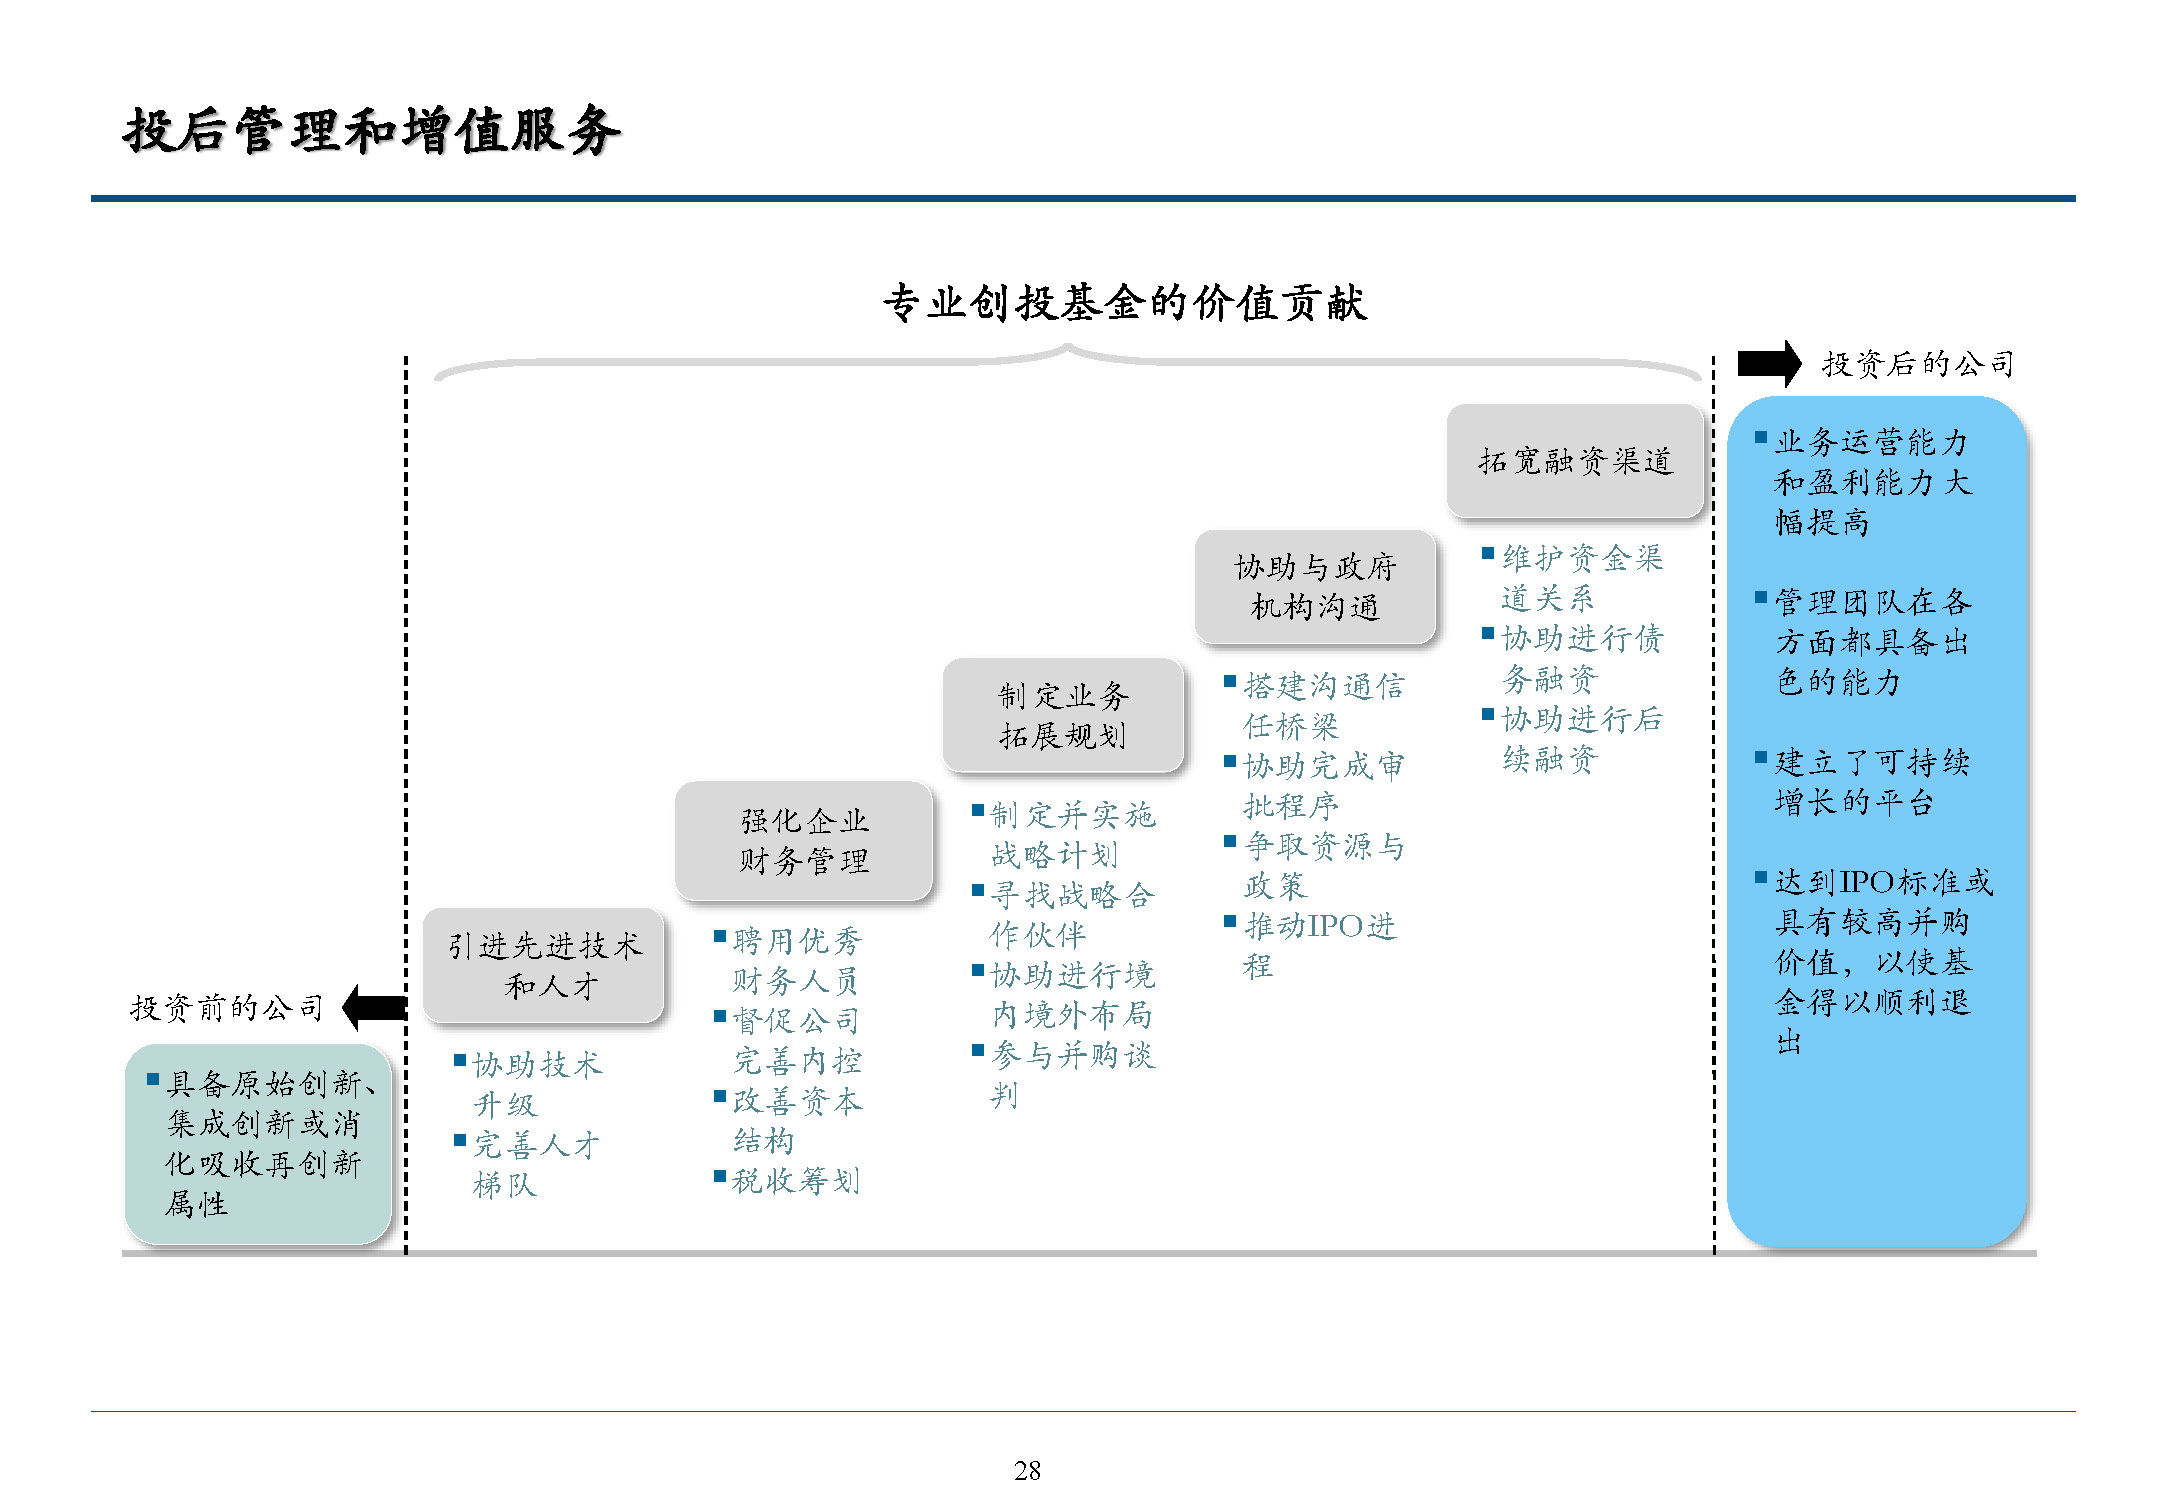 投后管理和增值服务
专业创投基金的价值贡献
投资前的公司
▪具备原始创新、
集成创新或消
化吸收再创新
属性
引进先进技术
和人才
▪协助技术
升级
▪完善人才
梯队
强化企业
财务管理
▪聘用优秀
财务人员
▪督促公司
完善内控
▪改善资本
结构
▪税收筹划
制定业务
拓展规划
▪制定并实施
战略计划
▪寻找战略合
作伙伴
▪协助进行境
内境外布局
▪参与并购谈
判
协助与政府
机构沟通
▪搭建沟通信
任桥梁
▪协助完成审
批程序
▪争取资源与
政策
▪推动IPO进
程
拓宽融资渠道
▪维护资金渠
道关系
▪协助进行债
务融资
▪协助进行后
续融资
投资后的公司
▪业务运营能力
和盈利能力大
幅提高
▪管理团队在各
方面都具备出
色的能力
▪建立了可持续
增长的平台
▪达到IPO标准或
具有较高并购
价值，以使基
金得以顺利退
出
28